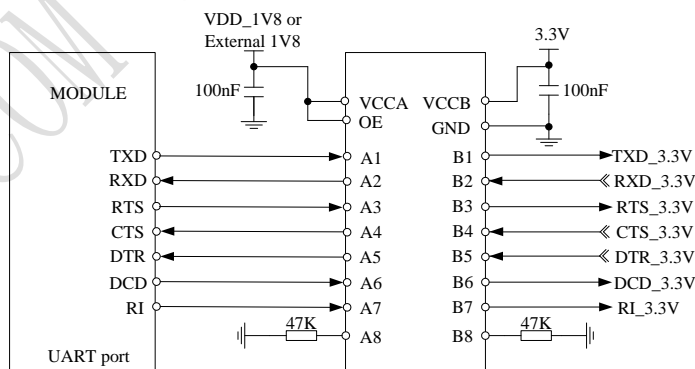 VDD_1V8 or
External 1V8
3.3V
100nF
100nF
MODULE
VCCA VCCB
OE
GND
TXD A1 B1 TXD_3.3V
RXD A2 B2 RXD_3.3V
RTS A3 B3 RTS_3.3V
CTS A4 B4 CTS_3.3V
DTR A5 B5 DTR_3.3V
DCD A6 B6 DCD_3.3V
RI A7 B7 RI_3.3V
47K A8 B8 47K
UART port
COM